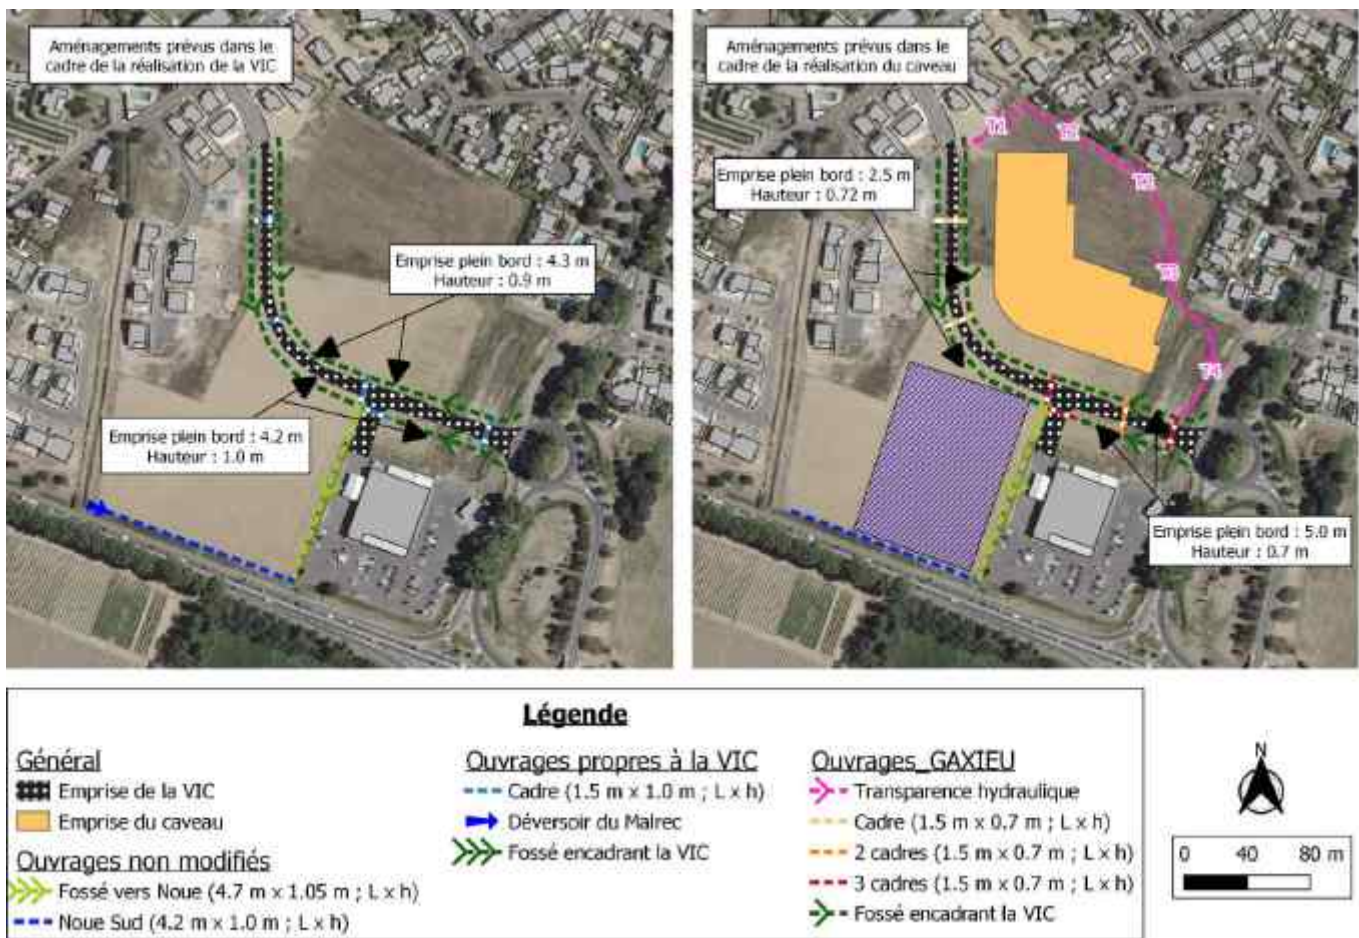 Aménagements prévus dans le
cadre de la réalisation de la VIC
Emprise plein bord : 4.3 m
Hauteur : 0.9 m
Emprise plein bord : 4.2 m
Hauteur : 1.0 m
Aménagements prévus dans le
cadre de la réalisation du caveau
Emprise plein bord : 2.5 m
Hauteur : 0.72 m
T1
T4
Emprise plein bord : 5.0 m
Hauteur : 0.7 m
Légende
Général
Emprise de la VIC
Emprise du caveau
Ouvrages non modifiés
Fossé vers Noue (4.7 m x 1.05 m ; L x h)
Noue Sud (4.2 m x 1.0 m ; L x h)
Ouvrages propres à la VIC
Cadre (1.5 m x 1.0 m ; L x h)
Déversoir du Malrec
Fossé encadrant la VIC
Ouvrages_GAXIEU
Transparence hydraulique
Cadre (1.5 m x 0.7 m ; L x h)
2 cadres (1.5 m x 0.7 m ; L x h)
3 cadres (1.5 m x 0.7 m ; L x h)
Fossé encadrant la VIC
N
0 40 80 m